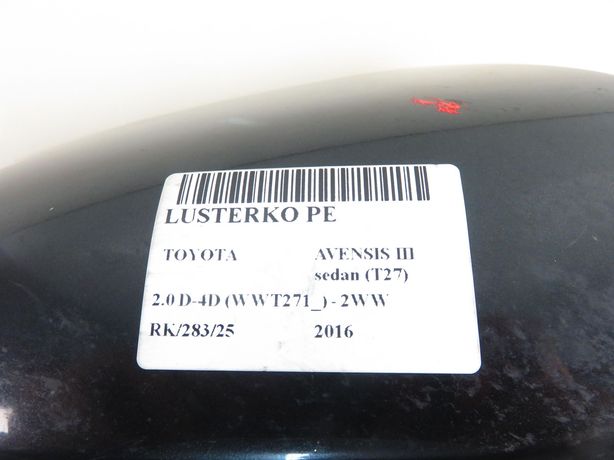 LUSTERKO PE
TOYOTA AVENSIS III
sedan (T27)
2.0 D-4D (WWT271_) - 2WW
RK/283/25 2016